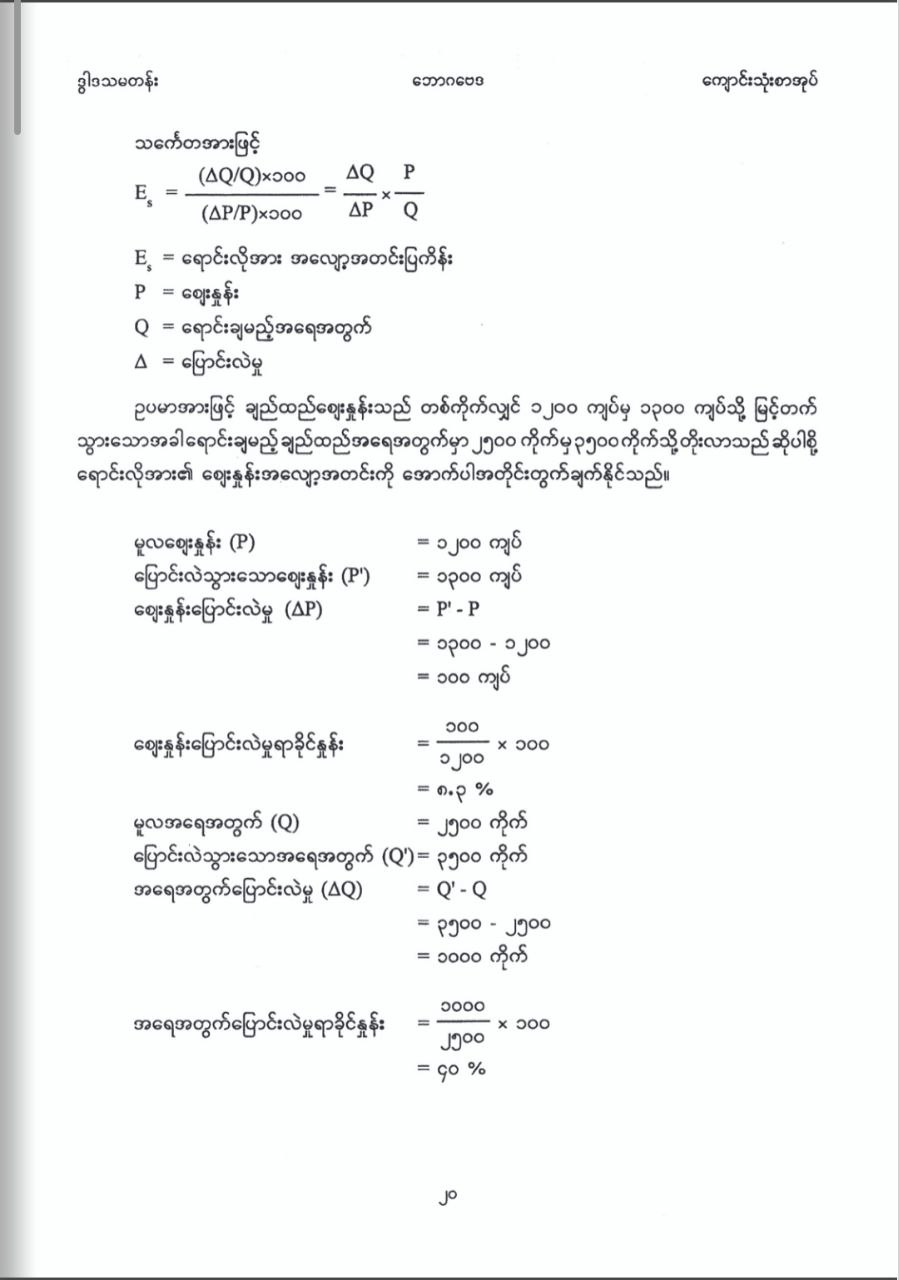 ဒွါဒသမတန်း ဘောဂဗေဒ ကျောင်းသုံးစာအုပ်
သင်္ကေတအားဖြင့်
Es = (ΔQ/Q)×၁၀၀ / (ΔP/P)×၁၀၀ = ΔQ/ΔP × P/Q
Es = ရောင်းလိုအား အလျော့အတင်းပြကိန်း
P = ဈေးနှုန်း
Q = ရောင်းချမည့်အရေအတွက်
Δ = ပြောင်းလဲမှု
ဥပမာအားဖြင့် ချည်ထည်ဈေးနှုန်းသည် တစ်ကိုက်လျှင် ၁၂၀၀ ကျပ်မှ ၁၃၀၀ ကျပ်သို့ မြင့်တက်
သွားသောအခါ ရောင်းချမည့် ချည်ထည်အရေအတွက်မှာ ၂၅၀၀ ကိုက်မှ ၃၅၀၀ ကိုက်သို့ တိုးလာသည် ဆိုပါစို့
ရောင်းလိုအား၏ ဈေးနှုန်းအလျော့အတင်းကို အောက်ပါအတိုင်းတွက်ချက်နိုင်သည်။
မူလဈေးနှုန်း (P) = ၁၂၀၀ ကျပ်
ပြောင်းလဲသွားသောဈေးနှုန်း (P') = ၁၃၀၀ ကျပ်
ဈေးနှုန်းပြောင်းလဲမှု (ΔP) = P' - P
= ၁၃၀၀ - ၁၂၀၀
= ၁၀၀ ကျပ်
ဈေးနှုန်းပြောင်းလဲမှုရာခိုင်နှုန်း = ၁၀၀/၁၂၀၀ × ၁၀၀
= ၈.၃ %
မူလအရေအတွက် (Q) = ၂၅၀၀ ကိုက်
ပြောင်းလဲသွားသောအရေအတွက် (Q') = ၃၅၀၀ ကိုက်
အရေအတွက်ပြောင်းလဲမှု (ΔQ) = Q' - Q
= ၃၅၀၀ - ၂၅၀၀
= ၁၀၀၀ ကိုက်
အရေအတွက်ပြောင်းလဲမှုရာခိုင်နှုန်း = ၁၀၀၀/၂၅၀၀ × ၁၀၀
= ၄၀ %
၂၀